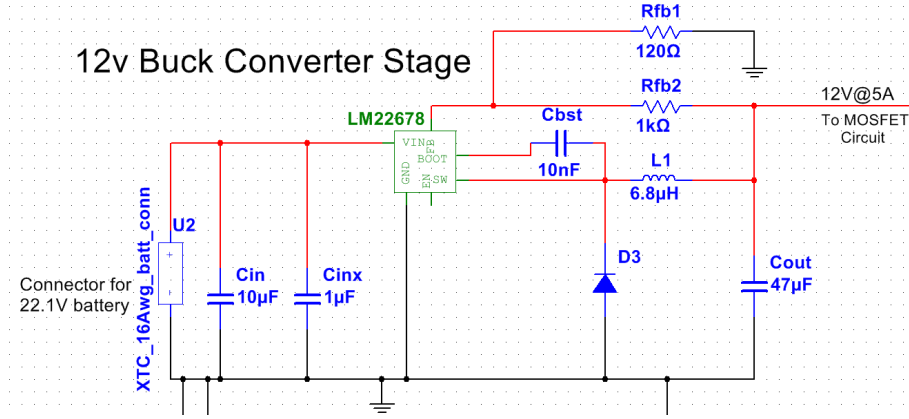 Rfb1
120Ω
12v Buck Converter Stage
Rfb2
1kΩ
12V@5A
To MOSFET
Circuit
LM22678
Cbst
10nF
VIN
FB
BOOT
GND
EN
SW
L1
6.8µH
XTC_16Awg_batt_conn
U2
+
-
Connector for
22.1V battery
Cin
10µF
Cinx
1µF
D3
Cout
47µF